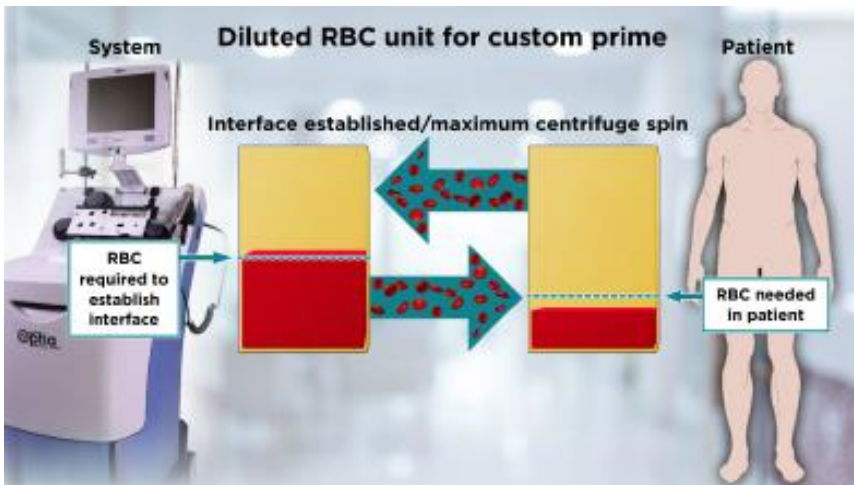 System
Diluted RBC unit for custom prime
Patient
Interface established/maximum centrifuge spin
RBC
required to
establish
interface
RBC needed
in patient